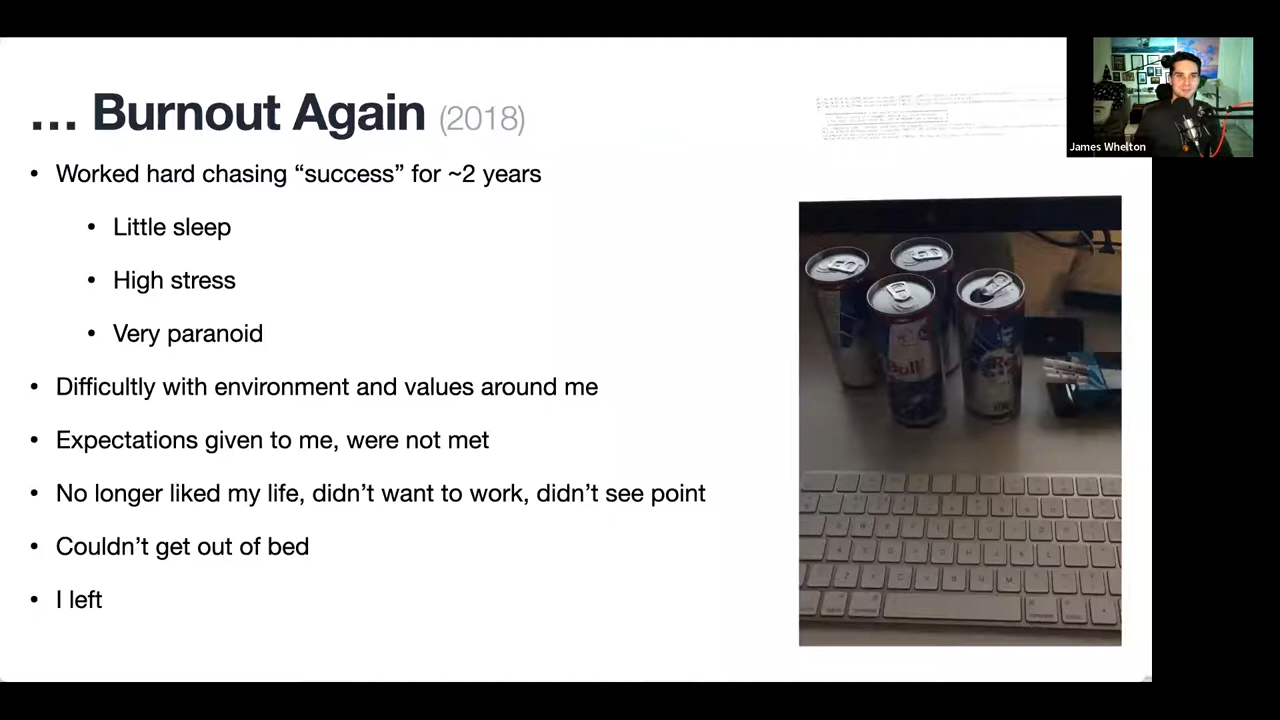 ... Burnout Again (2018)
James Whelton
• Worked hard chasing “success” for ~2 years
• Little sleep
• High stress
• Very paranoid
• Difficultly with environment and values around me
• Expectations given to me, were not met
• No longer liked my life, didn’t want to work, didn’t see point
• Couldn’t get out of bed
• I left
Bull